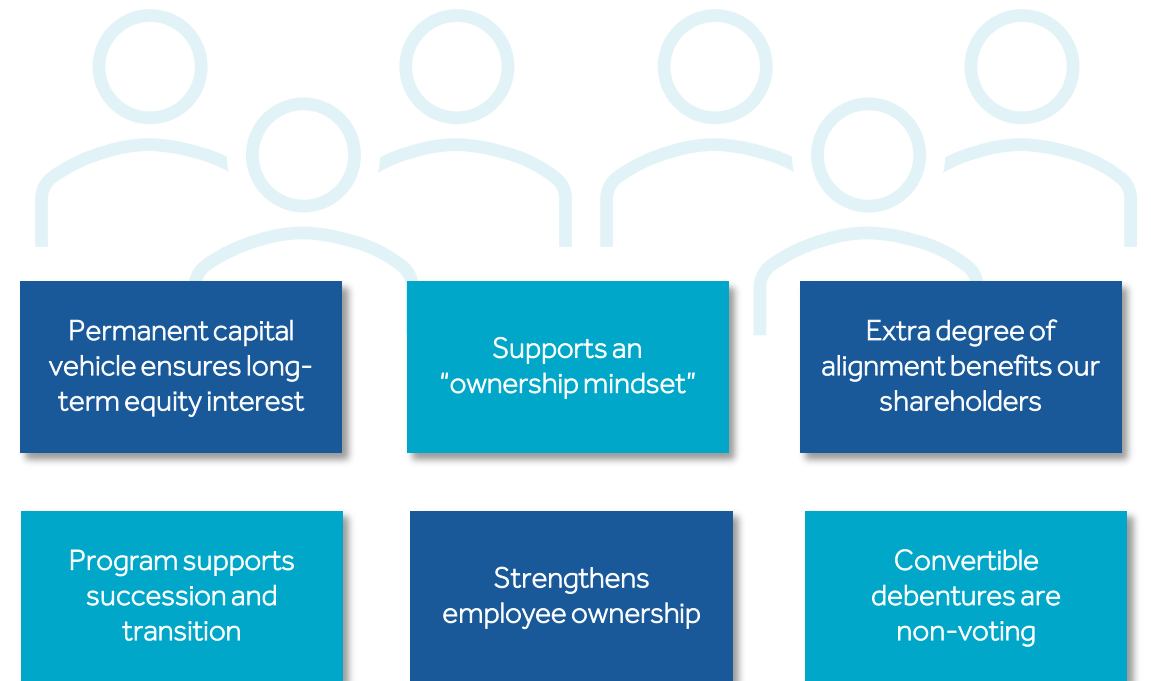 Permanent capital
vehicle ensures long-
term equity interest
Supports an
“ownership mindset”
Extra degree of
alignment benefits our
shareholders
Program supports
succession and
transition
Strengthens
employee ownership
Convertible
debentures are
non-voting